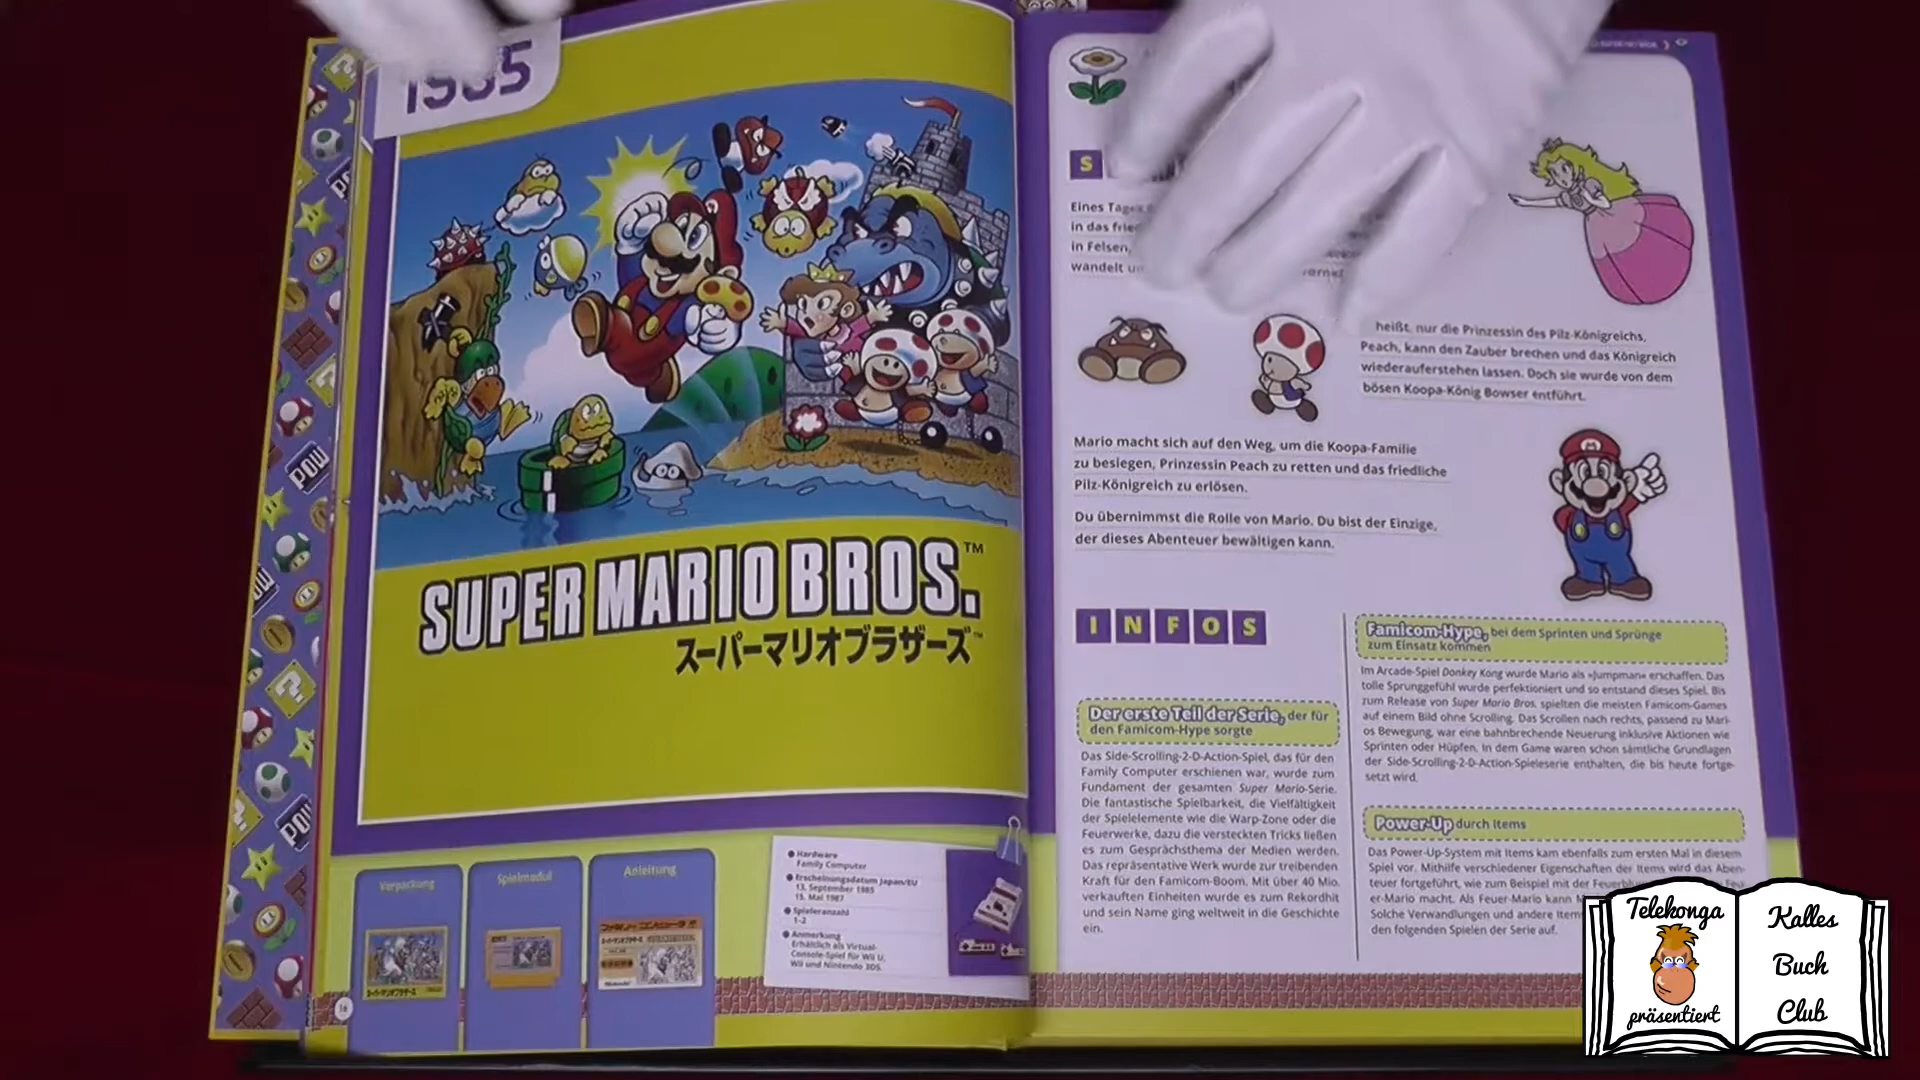 1985
SUPER MARIO BROS.™
スーパーマリオブラザーズ™
Verpackung
Spielmodul
Anleitung
Hardware
Family Computer
Erscheinungsdatum Japan/EU
13. September 1985
15. Mai 1987
Spieleranzahl
1-2
Anmerkung
Erhältlich als Virtual-
Console-Spiel für Wii U,
Wii und Nintendo 3DS.
16
S
Eines Tages
in das
in Felsen,
wandelt
heißt, nur die Prinzessin des Pilz-Königreichs,
Peach, kann den Zauber brechen und das Königreich
wiederauferstehen lassen. Doch sie wurde von dem
bösen Koopa-König Bowser entführt.
Mario macht sich auf den Weg, um die Koopa-Familie
zu besiegen, Prinzessin Peach zu retten und das friedliche
Pilz-Königreich zu erlösen.
Du übernimmst die Rolle von Mario. Du bist der Einzige,
der dieses Abenteuer bewältigen kann.
INFOS
Der erste Teil der Serie, der für
den Famicom-Hype sorgte
Das Side-Scrolling-2-D-Action-Spiel, das für den
Family Computer erschienen war, wurde zum
Fundament der gesamten Super Mario-Serie.
Die fantastische Spielbarkeit, die Vielfältigkeit
der Spielelemente wie die Warp-Zone oder die
Feuerwerke, dazu die versteckten Tricks ließen
es zum Gesprächsthema der Medien werden.
Das repräsentative Werk wurde zur treibenden
Kraft für den Famicom-Boom. Mit über 40 Mio.
verkauften Einheiten wurde es zum Rekordhit
und sein Name ging weltweit in die Geschichte
ein.
Famicom-Hype, bei dem Sprinten und Sprünge
zum Einsatz kommen
Im Arcade-Spiel Donkey Kong wurde Mario als »Jumpman« erschaffen. Das
tolle Sprunggefühl wurde perfektioniert und so entstand dieses Spiel. Bis
zum Release von Super Mario Bros. spielten die meisten Famicom-Games
auf einem Bild ohne Scrolling. Das Scrollen nach rechts, passend zu Mari-
os Bewegung, war eine bahnbrechende Neuerung inklusive Aktionen wie
Sprinten oder Hüpfen. In dem Game waren schon sämtliche Grundlagen
der Side-Scrolling-2-D-Action-Spieleserie enthalten, die bis heute fortge-
setzt wird.
Power-Up durch Items
Das Power-Up-System mit Items kam ebenfalls zum ersten Mal in diesem
Spiel vor. Mithilfe verschiedener Eigenschaften der Items wird das Aben-
teuer fortgeführt, wie zum Beispiel mit der
er-Mario macht. Als Feuer-Mario kann
Solche Verwandlungen und andere
den folgenden Spielen der Serie auf.
Telekonga
präsentiert
Kalles
Buch
Club